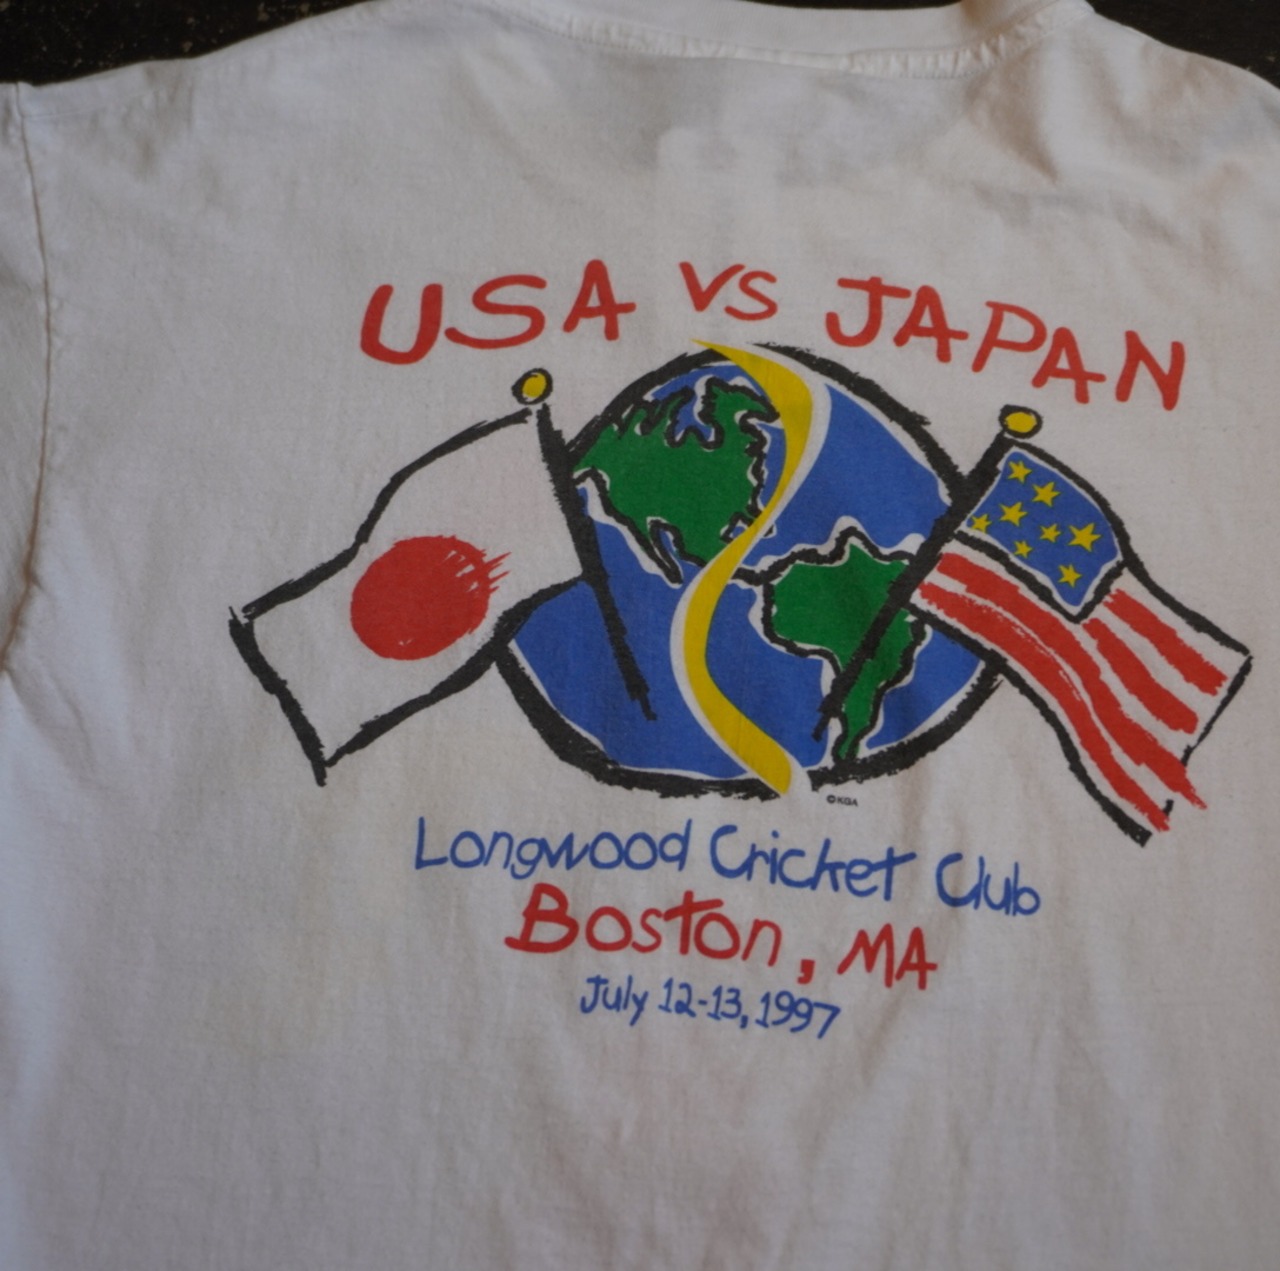 USA VS JAPAN
©KGA
Longwood Cricket Club
Boston, MA
July 12-13, 1997